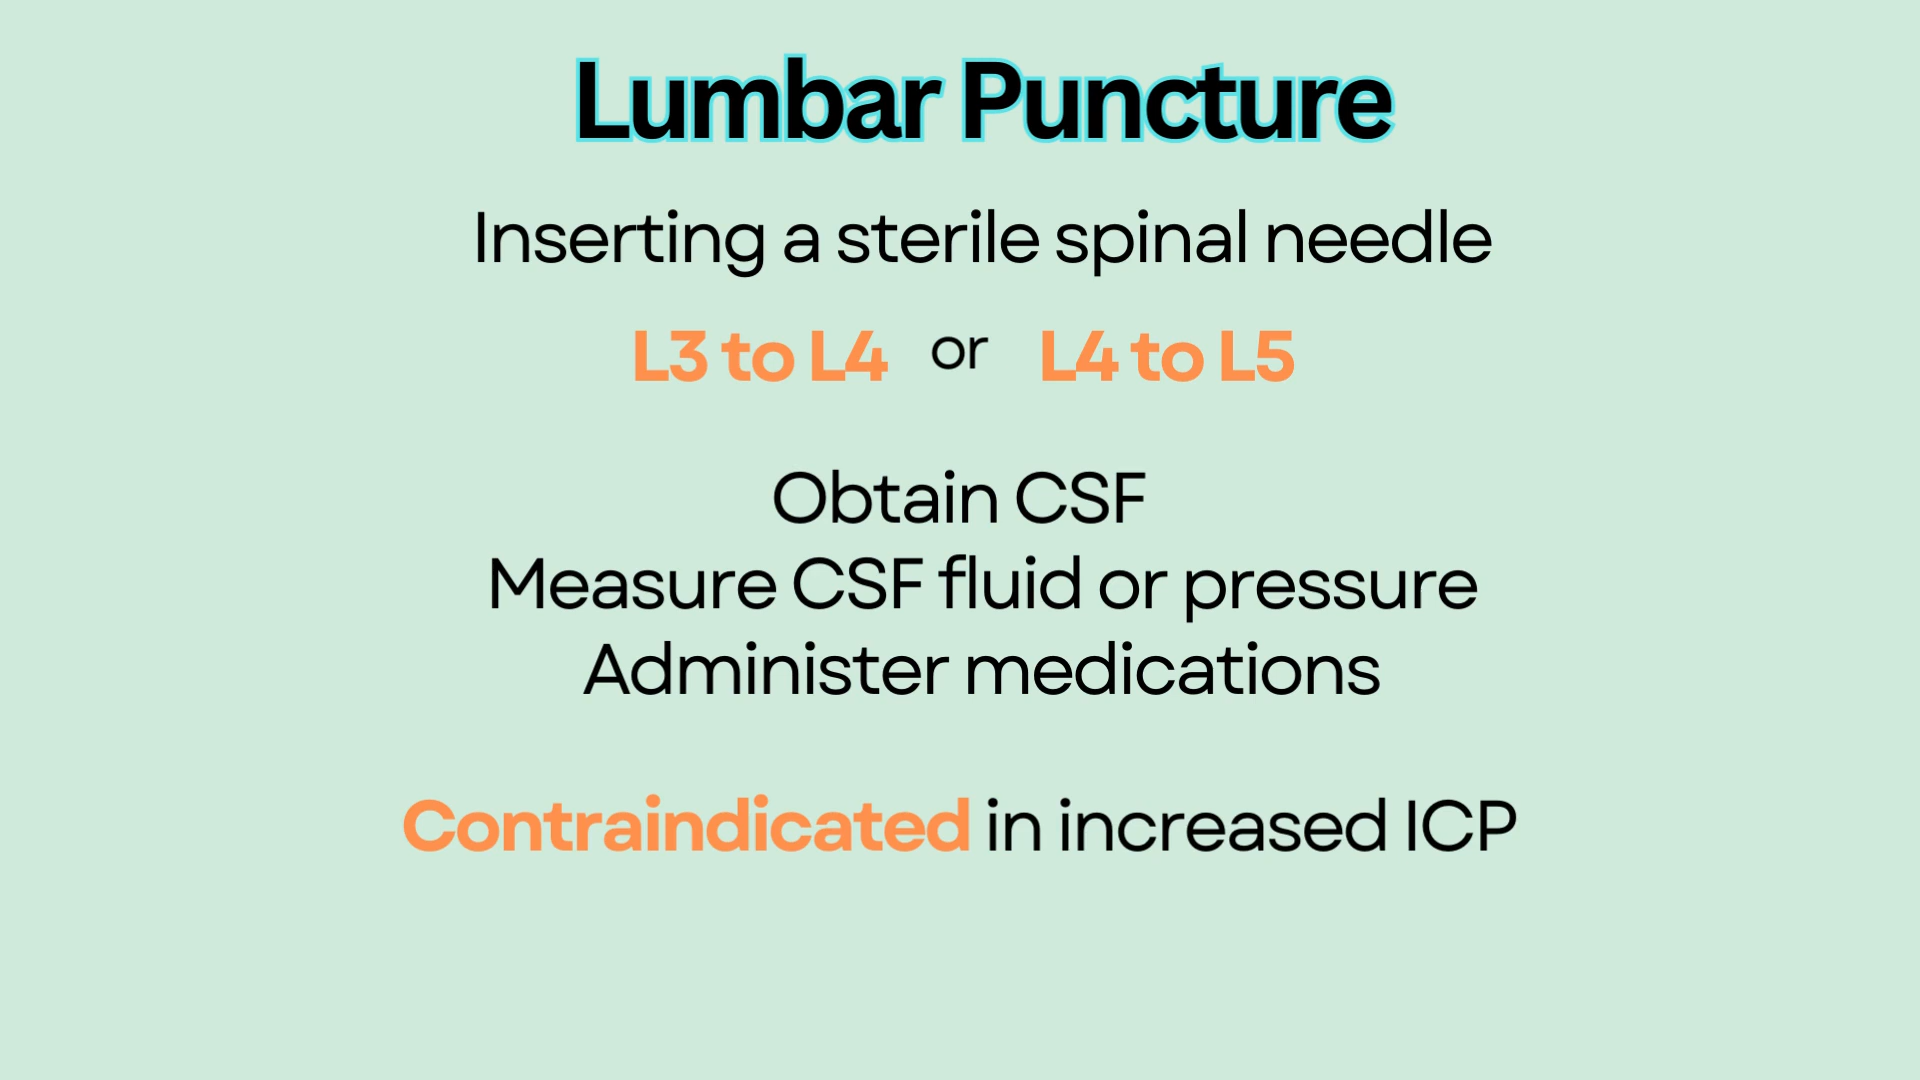 Lumbar Puncture
Inserting a sterile spinal needle
L3 to L4 or L4 to L5
Obtain CSF
Measure CSF fluid or pressure
Administer medications
Contraindicated in increased ICP